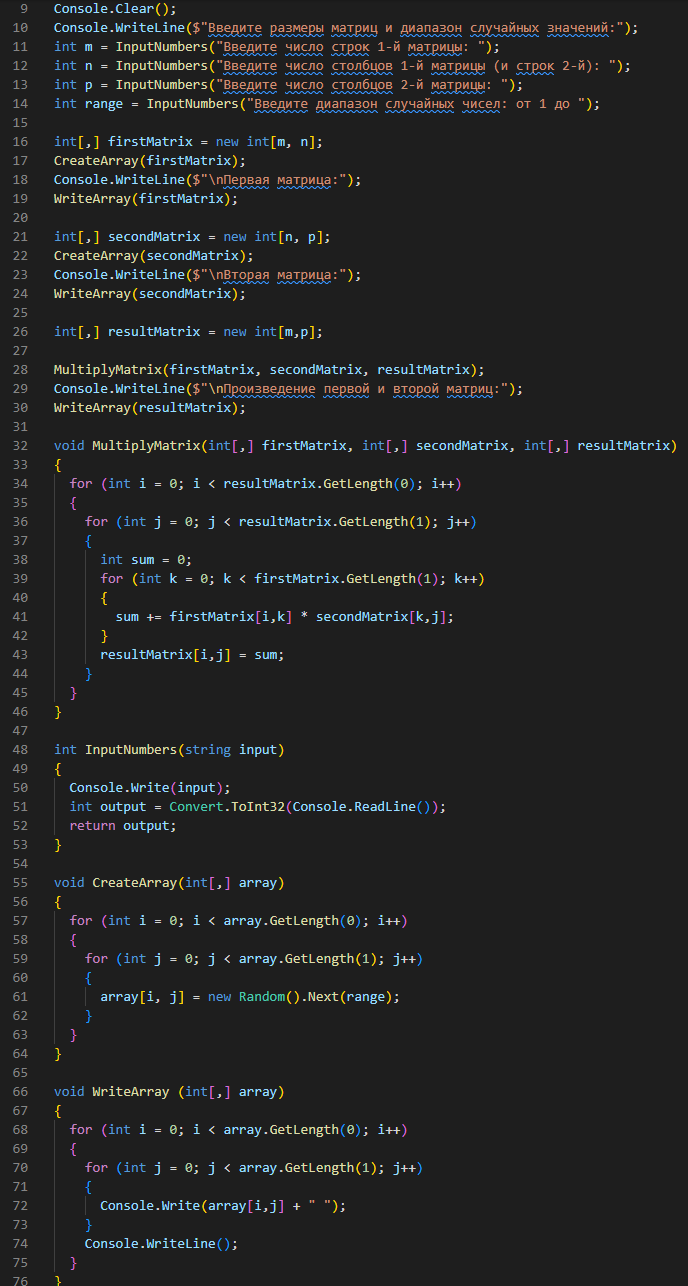 9 Console.Clear();
10 Console.WriteLine($"Введите размеры матриц и диапазон случайных значений:");
11 int m = InputNumbers("Введите число строк 1-й матрицы: ");
12 int n = InputNumbers("Введите число столбцов 1-й матрицы (и строк 2-й): ");
13 int p = InputNumbers("Введите число столбцов 2-й матрицы: ");
14 int range = InputNumbers("Введите диапазон случайных чисел: от 1 до ");
15
16 int[,] firstMatrix = new int[m, n];
17 CreateArray(firstMatrix);
18 Console.WriteLine($"\nПервая матрица:");
19 WriteArray(firstMatrix);
20
21 int[,] secondMatrix = new int[n, p];
22 CreateArray(secondMatrix);
23 Console.WriteLine($"\nВторая матрица:");
24 WriteArray(secondMatrix);
25
26 int[,] resultMatrix = new int[m,p];
27
28 MultiplyMatrix(firstMatrix, secondMatrix, resultMatrix);
29 Console.WriteLine($"\nПроизведение первой и второй матриц:");
30 WriteArray(resultMatrix);
31
32 void MultiplyMatrix(int[,] firstMatrix, int[,] secondMatrix, int[,] resultMatrix)
33 {
34   for (int i = 0; i < resultMatrix.GetLength(0); i++)
35   {
36     for (int j = 0; j < resultMatrix.GetLength(1); j++)
37     {
38       int sum = 0;
39       for (int k = 0; k < firstMatrix.GetLength(1); k++)
40       {
41         sum += firstMatrix[i,k] * secondMatrix[k,j];
42       }
43       resultMatrix[i,j] = sum;
44     }
45   }
46 }
47
48 int InputNumbers(string input)
49 {
50   Console.Write(input);
51   int output = Convert.ToInt32(Console.ReadLine());
52   return output;
53 }
54
55 void CreateArray(int[,] array)
56 {
57   for (int i = 0; i < array.GetLength(0); i++)
58   {
59     for (int j = 0; j < array.GetLength(1); j++)
60     {
61       array[i, j] = new Random().Next(range);
62     }
63   }
64 }
65
66 void WriteArray (int[,] array)
67 {
68   for (int i = 0; i < array.GetLength(0); i++)
69   {
70     for (int j = 0; j < array.GetLength(1); j++)
71     {
72       Console.Write(array[i,j] + " ");
73     }
74     Console.WriteLine();
75   }
76 }